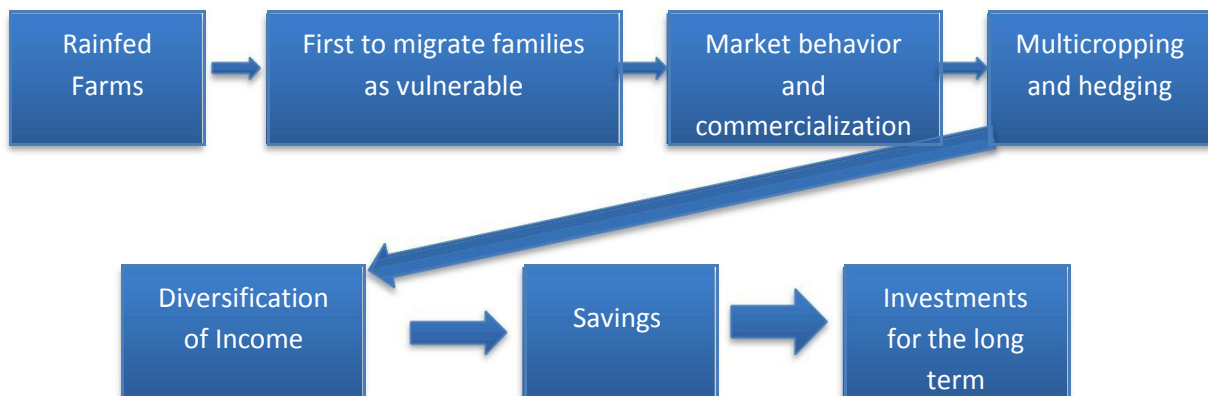 Rainfed
Farms
First to migrate families
as vulnerable
Market behavior
and
commercialization
Multicropping
and hedging
Diversification
of Income
Savings
Investments
for the long
term